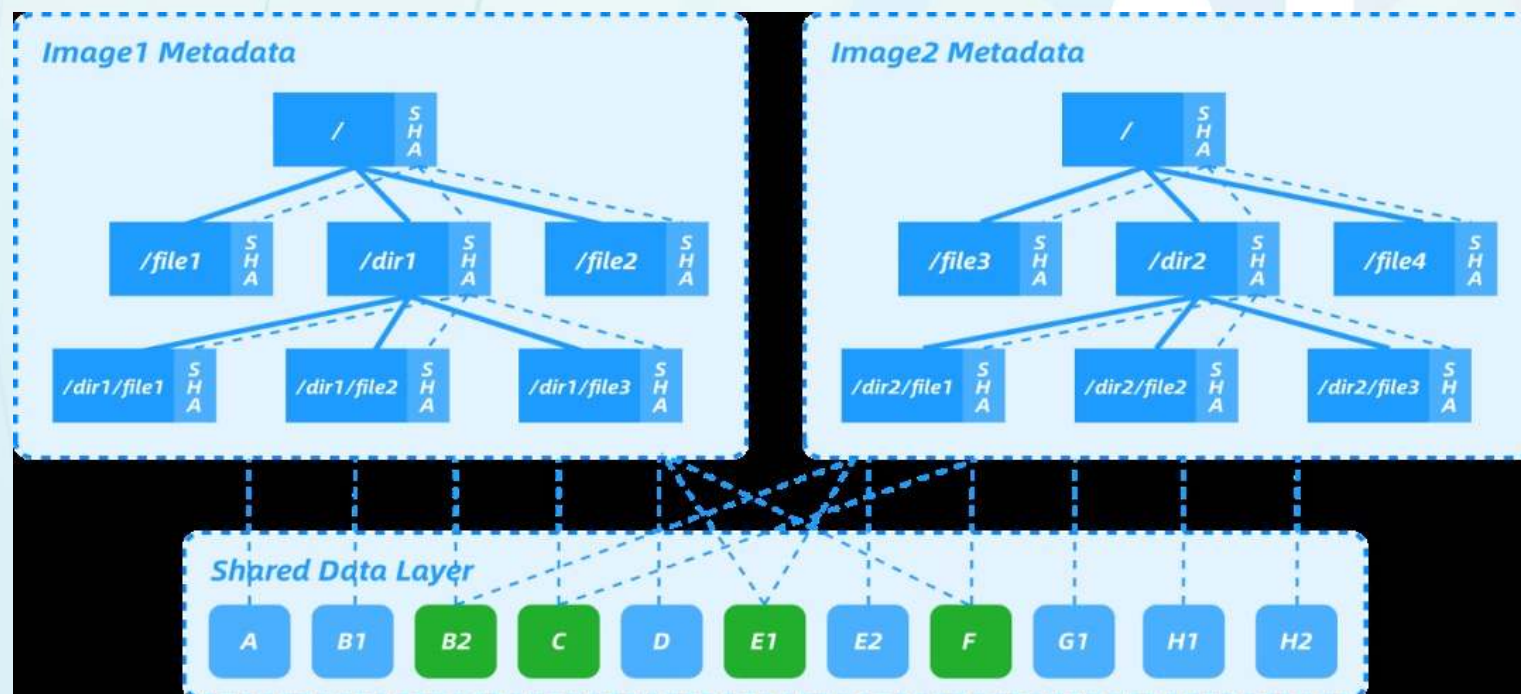 Image1 Metadata
/
SHA
/file1
SHA
/dir1
SHA
/file2
SHA
/dir1/file1
SHA
/dir1/file2
SHA
/dir1/file3
SHA
Image2 Metadata
/
SHA
/file3
SHA
/dir2
SHA
/file4
SHA
/dir2/file1
SHA
/dir2/file2
SHA
/dir2/file3
SHA
Shared Data Layer
A
B1
B2
C
D
E1
E2
F
G1
H1
H2